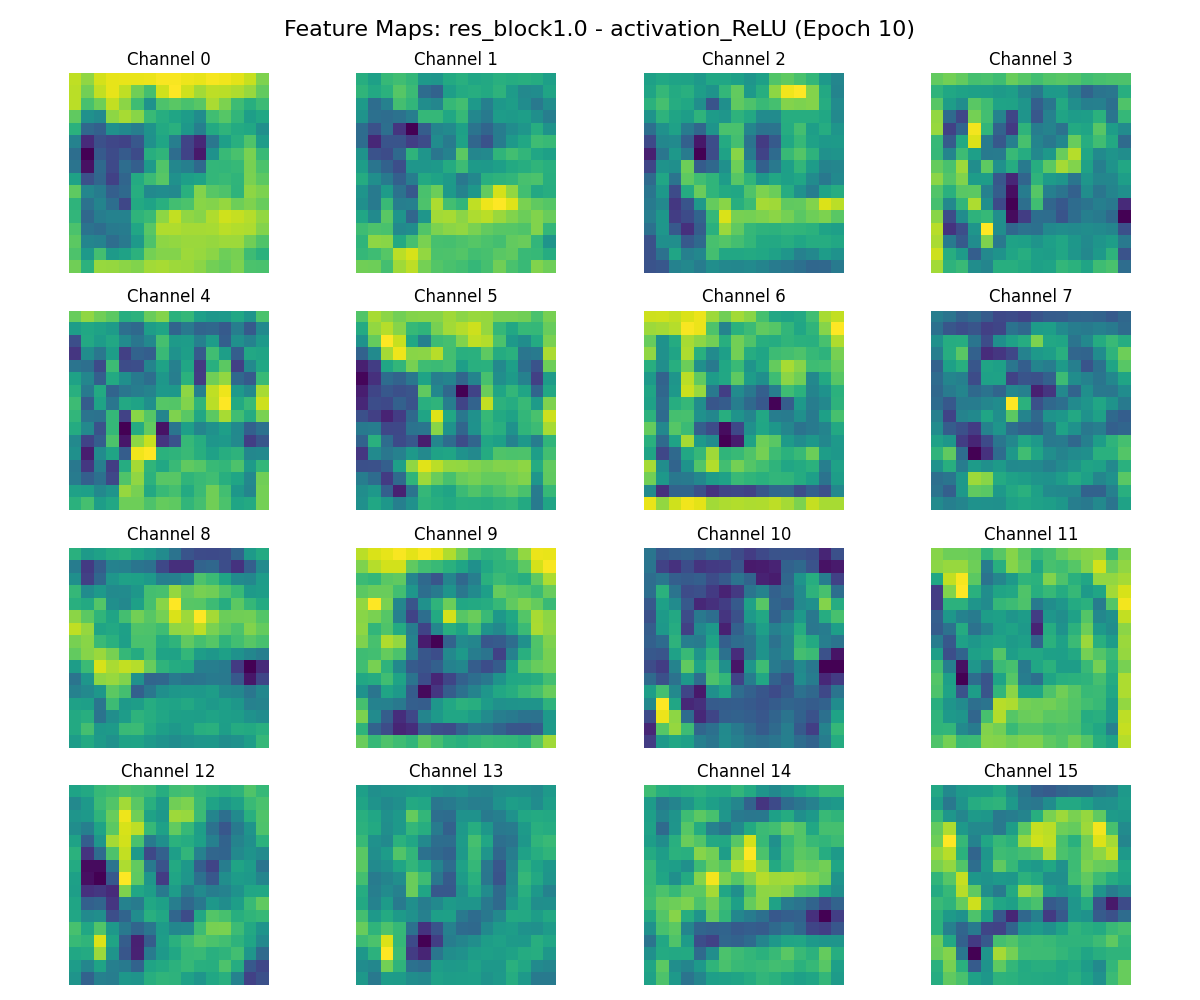 Feature Maps: res_block1.0 - activation_ReLU (Epoch 10)
Channel 0
Channel 1
Channel 2
Channel 3
Channel 4
Channel 5
Channel 6
Channel 7
Channel 8
Channel 9
Channel 10
Channel 11
Channel 12
Channel 13
Channel 14
Channel 15